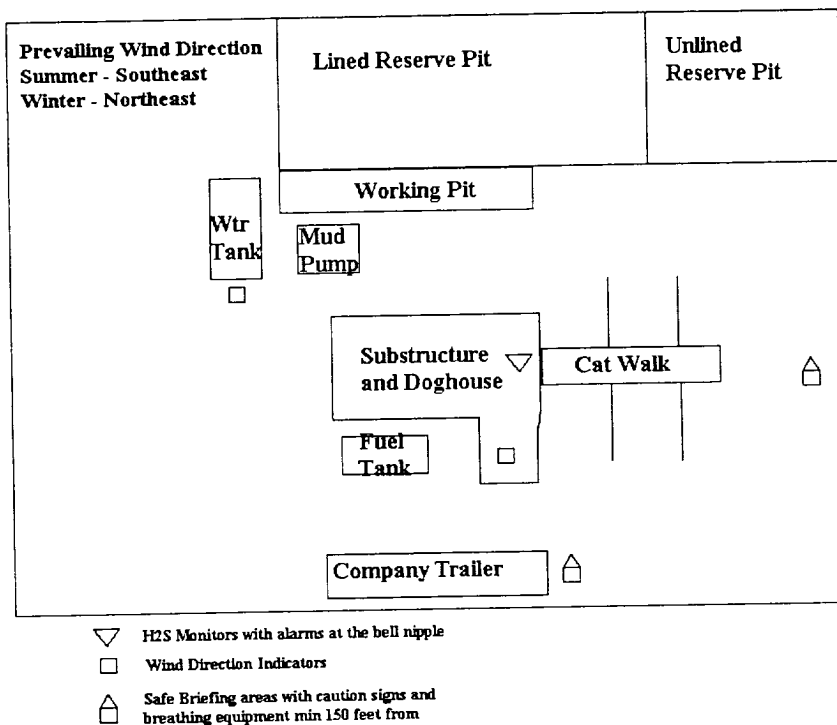 Prevailing Wind Direction
Summer - Southeast
Winter - Northeast
Lined Reserve Pit
Unlined
Reserve Pit
Working Pit
Wtr
Tank
Mud
Pump
Substructure
and Doghouse
Cat Walk
Fuel
Tank
Company Trailer
H2S Monitors with alarms at the bell nipple
Wind Direction Indicators
Safe Briefing areas with caution signs and
breathing equipment min 150 feet from